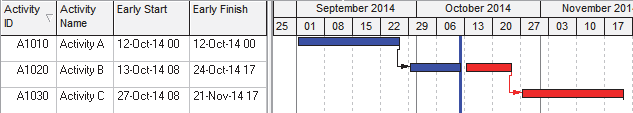 Activity ID Activity Name Early Start Early Finish September 2014 October 2014 November 2014
25 01 08 15 22 29 06 13 20 27 03 10 17
A1010 Activity A 12-Oct-14 00 12-Oct-14 00
A1020 Activity B 13-Oct-14 08 24-Oct-14 17
A1030 Activity C 27-Oct-14 08 21-Nov-14 17